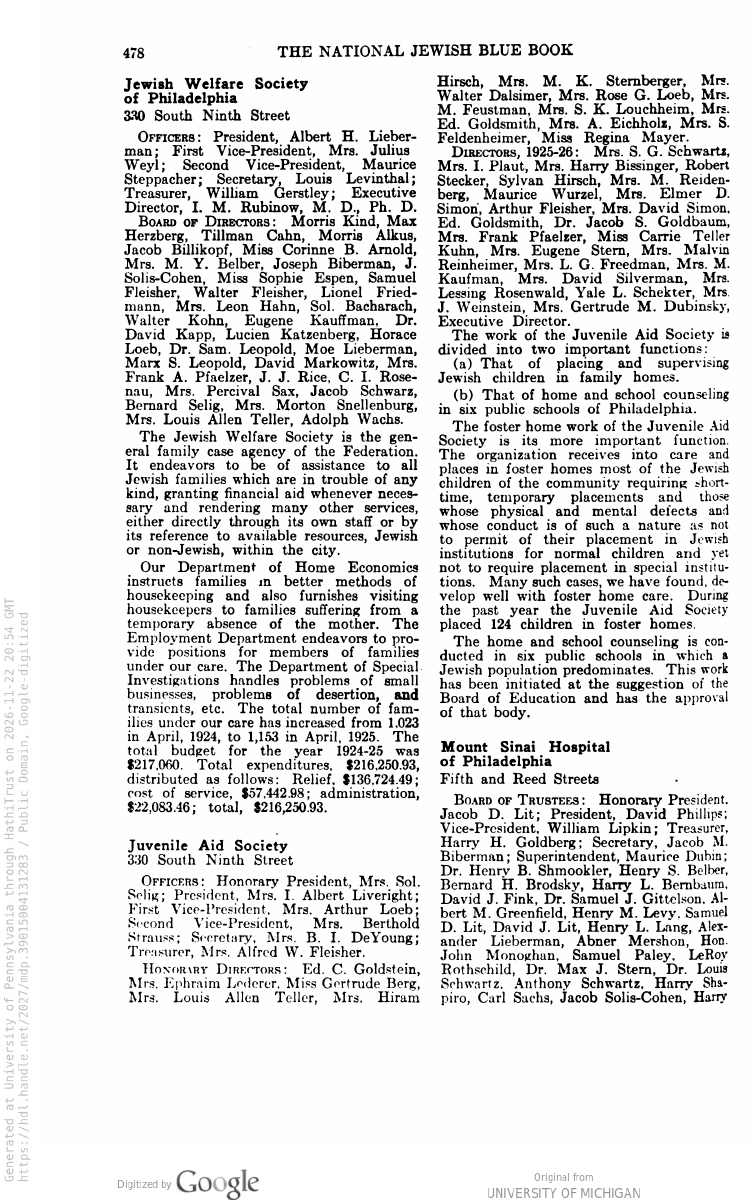 478
THE NATIONAL JEWISH BLUE BOOK
Jewish Welfare Society
of Philadelphia
330 South Ninth Street
OFFICERS: President, Albert H. Lieber-
man; First Vice-President, Mrs. Julius
Weyl; Second Vice-President, Maurice
Steppacher; Secretary, Louis Levinthal;
Treasurer, William Gerstley; Executive
Director, I. M. Rubinow, M. D., Ph. D.
BOARD OF DIRECTORS: Morris Kind, Max
Herzberg, Tillman Cahn, Morris Alkus,
Jacob Billikopf, Miss Corinne B. Arnold,
Mrs. M. Y. Belber, Joseph Biberman, J.
Solis-Cohen, Miss Sophie Espen, Samuel
Fleisher, Walter Fleisher, Lionel Fried-
mann, Mrs. Leon Hahn, Sol. Bacharach,
Walter Kohn, Eugene Kauffman, Dr.
David Kapp, Lucien Katzenberg, Horace
Loeb, Dr. Sam. Leopold, Moe Lieberman,
Marx S. Leopold, David Markowitz, Mrs.
Frank A. Pfaelzer, J. J. Rice, C. I. Rose-
nau, Mrs. Percival Sax, Jacob Schwarz,
Bernard Selig, Mrs. Morton Snellenburg,
Mrs. Louis Allen Teller, Adolph Wachs.
The Jewish Welfare Society is the gen-
eral family case agency of the Federation.
It endeavors to be of assistance to all
Jewish families which are in trouble of any
kind, granting financial aid whenever neces-
sary and rendering many other services,
either directly through its own staff or by
its reference to available resources, Jewish
or non-Jewish, within the city.
Our Department of Home Economics
instructs families in better methods of
housekeeping and also furnishes visiting
housekeepers to families suffering from a
temporary absence of the mother. The
Employment Department endeavors to pro-
vide positions for members of families
under our care. The Department of Special
Investigations handles problems of small
businesses, problems of desertion, and
transients, etc. The total number of fam-
ilies under our care has increased from 1,023
in April, 1924, to 1,153 in April, 1925. The
total budget for the year 1924-25 was
$217,060. Total expenditures, $216,250.93,
distributed as follows: Relief, $136,724.49;
cost of service, $57,442.98; administration,
$22,083.46; total, $216,250.93.
Juvenile Aid Society
330 South Ninth Street
OFFICERS: Honorary President, Mrs. Sol.
Selig; President, Mrs. I. Albert Liveright;
First Vice-President, Mrs. Arthur Loeb;
Second Vice-President, Mrs. Berthold
Strauss; Secretary, Mrs. B. I. DeYoung;
Treasurer, Mrs. Alfred W. Fleisher.
HONORARY DIRECTORS: Ed. C. Goldstein,
Mrs. Ephraim Lederer, Miss Gertrude Berg,
Mrs. Louis Allen Teller, Mrs. Hiram
Hirsch, Mrs. M. K. Sternberger, Mrs.
Walter Dalsimer, Mrs. Rose G. Loeb, Mrs.
M. Feustman, Mrs. S. K. Louchheim, Mrs.
Ed. Goldsmith, Mrs. A. Eichholz, Mrs. S.
Feldenheimer, Miss Regina Mayer.
DIRECTORS, 1925-26: Mrs. S. G. Schwartz,
Mrs. I. Plaut, Mrs. Harry Bissinger, Robert
Stecker, Sylvan Hirsch, Mrs. M. Reiden-
berg, Maurice Wurzel, Mrs. Elmer D.
Simon, Arthur Fleisher, Mrs. David Simon,
Ed. Goldsmith, Dr. Jacob S. Goldbaum,
Mrs. Frank Pfaelzer, Miss Carrie Teller
Kuhn, Mrs. Eugene Stern, Mrs. Malvin
Reinheimer, Mrs. L. G. Freedman, Mrs. M.
Kaufman, Mrs. David Silverman, Mrs.
Lessing Rosenwald, Yale L. Schekter, Mrs.
J. Weinstein, Mrs. Gertrude M. Dubinsky,
Executive Director.
The work of the Juvenile Aid Society is
divided into two important functions:
(a) That of placing and supervising
Jewish children in family homes.
(b) That of home and school counseling
in six public schools of Philadelphia.
The foster home work of the Juvenile Aid
Society is its more important function.
The organization receives into care and
places in foster homes most of the Jewish
children of the community requiring short-
time, temporary placements and those
whose physical and mental defects and
whose conduct is of such a nature as not
to permit of their placement in Jewish
institutions for normal children and yet
not to require placement in special institu-
tions. Many such cases, we have found, de-
velop well with foster home care. During
the past year the Juvenile Aid Society
placed 124 children in foster homes.
The home and school counseling is con-
ducted in six public schools in which a
Jewish population predominates. This work
has been initiated at the suggestion of the
Board of Education and has the approval
of that body.
Mount Sinai Hospital
of Philadelphia
Fifth and Reed Streets
BOARD OF TRUSTEES: Honorary President,
Jacob D. Lit; President, David Phillips;
Vice-President, William Lipkin; Treasurer,
Harry H. Goldberg; Secretary, Jacob M.
Biberman; Superintendent, Maurice Dubin;
Dr. Henry B. Shmookler, Henry S. Belber,
Bernard H. Brodsky, Harry L. Bernbaum,
David J. Fink, Dr. Samuel J. Gittelson, Al-
bert M. Greenfield, Henry M. Levy, Samuel
D. Lit, David J. Lit, Henry L. Lang, Alex-
ander Lieberman, Abner Mershon, Hon.
John Monoghan, Samuel Paley, LeRoy
Rothschild, Dr. Max J. Stern, Dr. Louis
Schwartz, Anthony Schwartz, Harry Sha-
piro, Carl Sachs, Jacob Solis-Cohen, Harry
Generated at University of Pennsylvania through HathiTrust on 2026-11-22 20:54 GMT
https://hdl.handle.net/2027/mdp.39015004131283 / Public Domain, Google-digitized
Digitized by Google
Original from
UNIVERSITY OF MICHIGAN